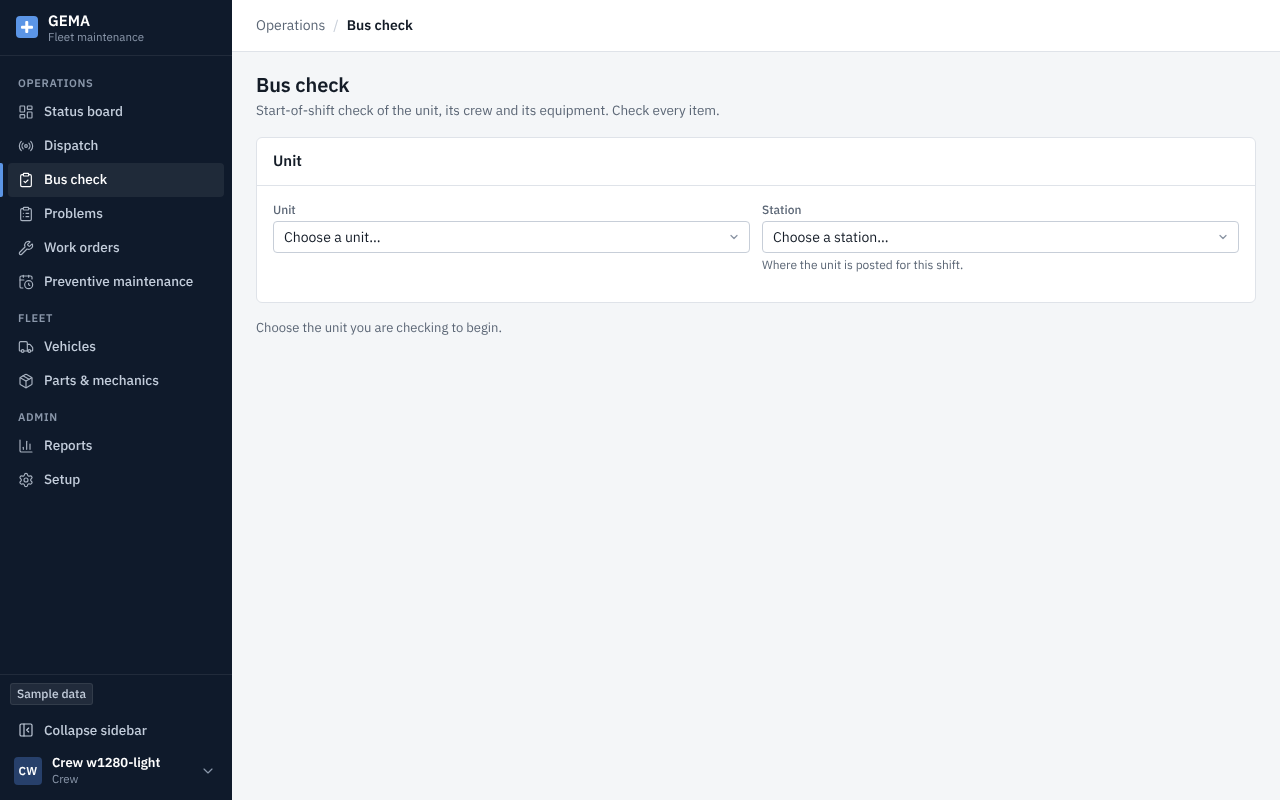 GEMA
Fleet maintenance
OPERATIONS
Status board
Dispatch
Bus check
Problems
Work orders
Preventive maintenance
FLEET
Vehicles
Parts & mechanics
ADMIN
Reports
Setup
Sample data
Collapse sidebar
CW
Crew w1280-light
Crew
Operations / Bus check
Bus check
Start-of-shift check of the unit, its crew and its equipment. Check every item.
Unit
Unit
Choose a unit...
Station
Choose a station...
Where the unit is posted for this shift.
Choose the unit you are checking to begin.